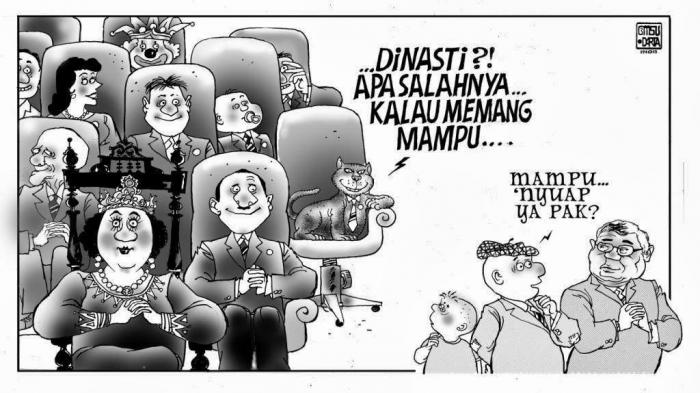 ...DiNASTi?!
APA SALAHNYA...
KALAU MEMANG
MAMPU....
MAMPU...
'NYUAP
YA PAK?